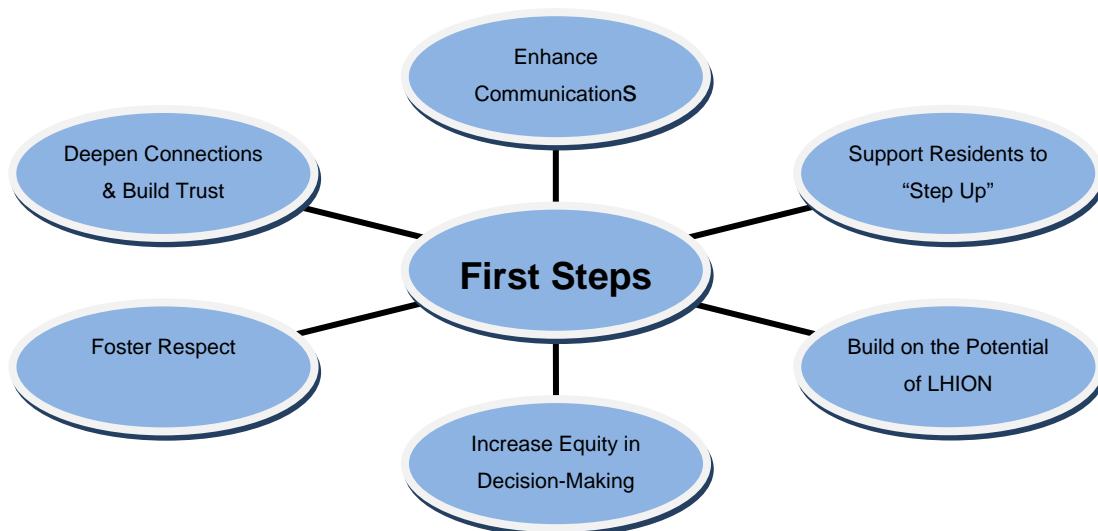 Enhance
Communications
Deepen Connections
& Build Trust
Support Residents to
“Step Up”
First Steps
Foster Respect
Build on the Potential
of LHION
Increase Equity in
Decision-Making